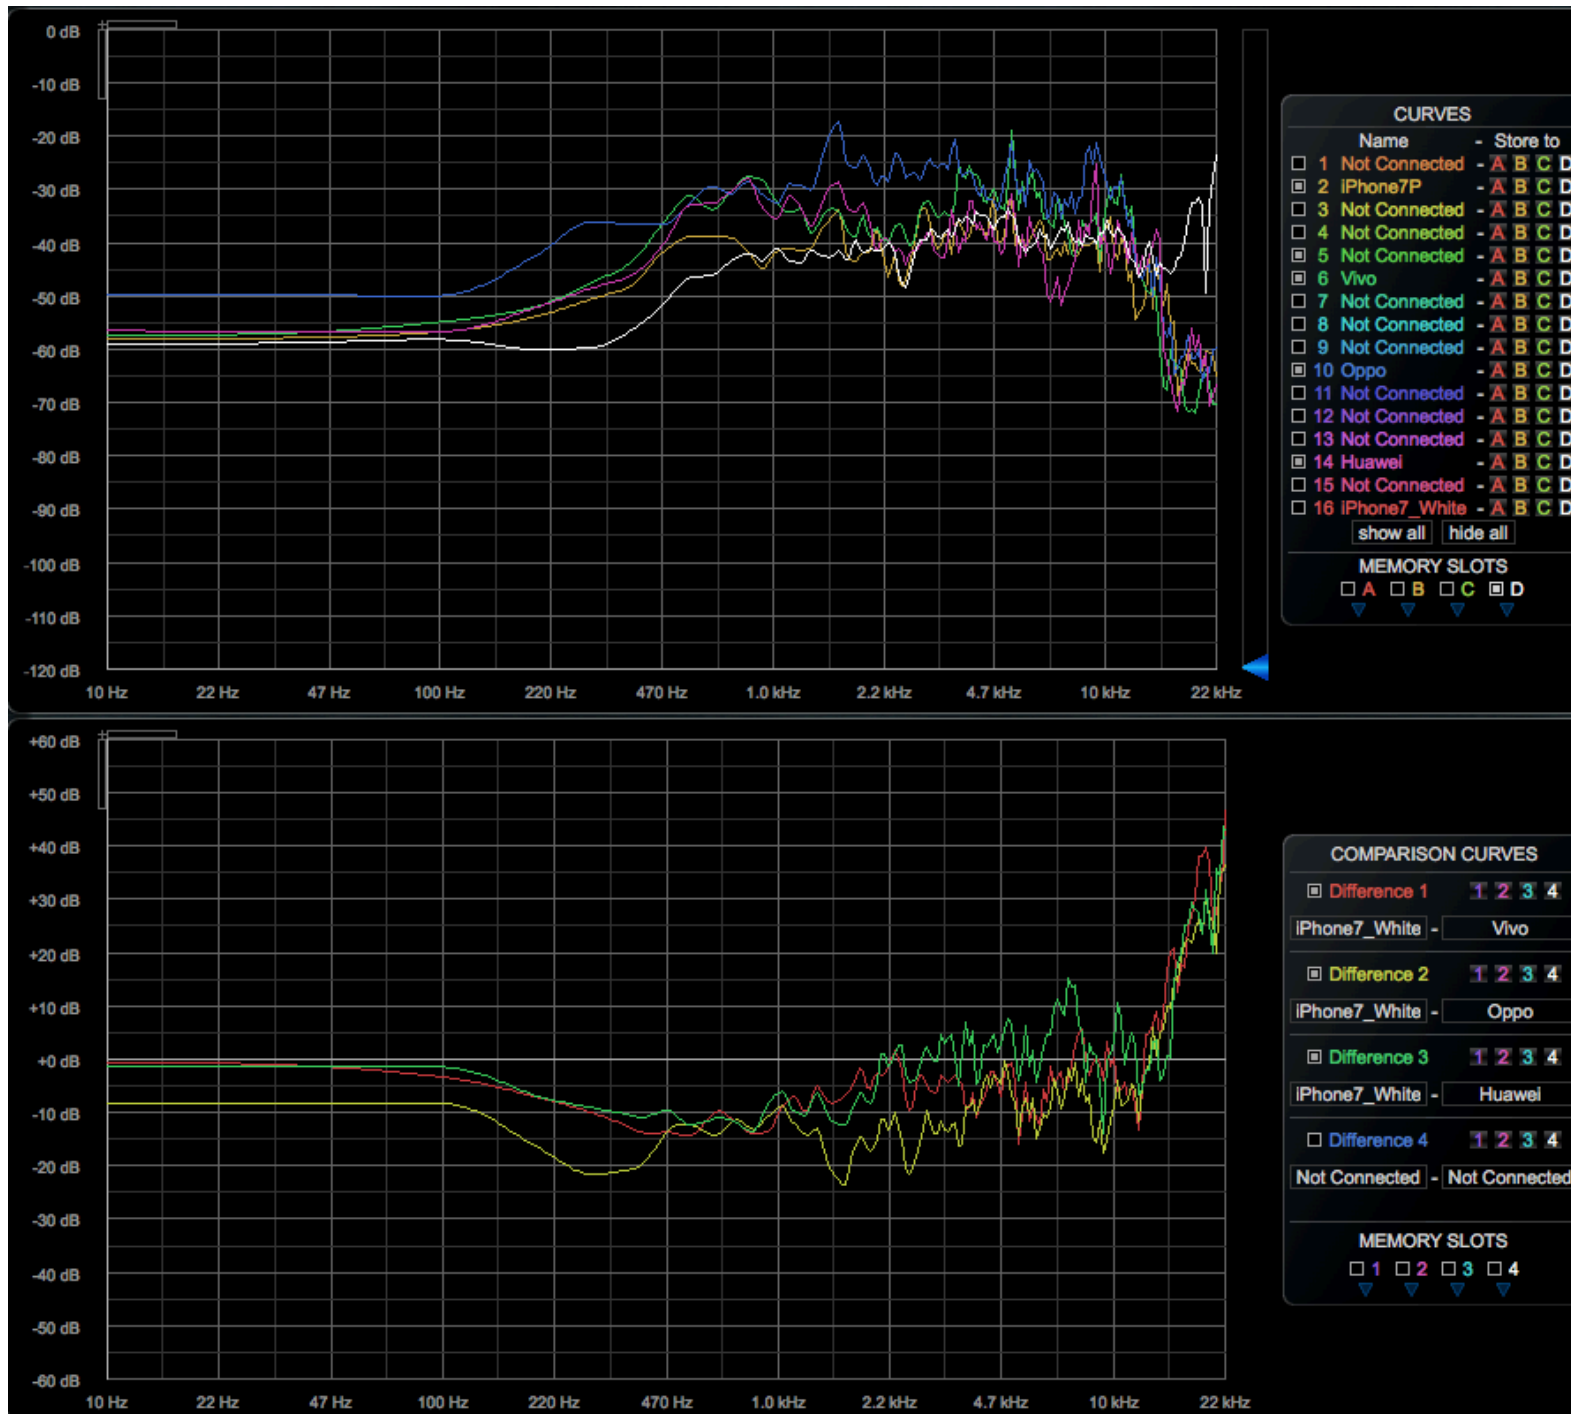 0 dB
-10 dB
-20 dB
-30 dB
-40 dB
-50 dB
-60 dB
-70 dB
-80 dB
-90 dB
-100 dB
-110 dB
-120 dB
10 Hz 22 Hz 47 Hz 100 Hz 220 Hz 470 Hz 1.0 kHz 2.2 kHz 4.7 kHz 10 kHz 22 kHz
CURVES
Name - Store to
1 Not Connected - A B C D
2 iPhone7P - A B C D
3 Not Connected - A B C D
4 Not Connected - A B C D
5 Not Connected - A B C D
6 Vivo - A B C D
7 Not Connected - A B C D
8 Not Connected - A B C D
9 Not Connected - A B C D
10 Oppo - A B C D
11 Not Connected - A B C D
12 Not Connected - A B C D
13 Not Connected - A B C D
14 Huawei - A B C D
15 Not Connected - A B C D
16 iPhone7_White - A B C D
show all hide all
MEMORY SLOTS
A B C D
+60 dB
+50 dB
+40 dB
+30 dB
+20 dB
+10 dB
+0 dB
-10 dB
-20 dB
-30 dB
-40 dB
-50 dB
-60 dB
10 Hz 22 Hz 47 Hz 100 Hz 220 Hz 470 Hz 1.0 kHz 2.2 kHz 4.7 kHz 10 kHz 22 kHz
COMPARISON CURVES
Difference 1 1 2 3 4
iPhone7_White - Vivo
Difference 2 1 2 3 4
iPhone7_White - Oppo
Difference 3 1 2 3 4
iPhone7_White - Huawei
Difference 4 1 2 3 4
Not Connected - Not Connected
MEMORY SLOTS
1 2 3 4